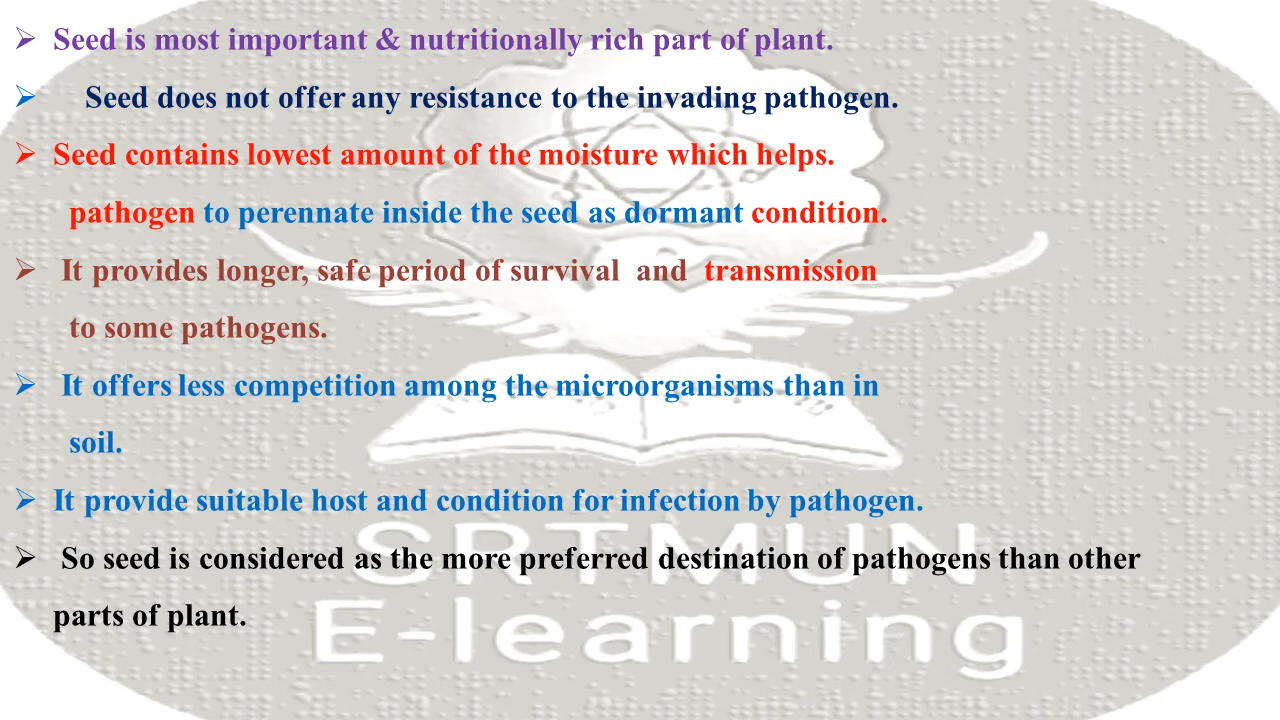 ➢ Seed is most important & nutritionally rich part of plant.
➢ Seed does not offer any resistance to the invading pathogen.
➢ Seed contains lowest amount of the moisture which helps.
pathogen to perennate inside the seed as dormant condition.
➢ It provides longer, safe period of survival and transmission
to some pathogens.
➢ It offers less competition among the microorganisms than in
soil.
➢ It provide suitable host and condition for infection by pathogen.
➢ So seed is considered as the more preferred destination of pathogens than other
parts of plant.
SRTMUN
E-learning